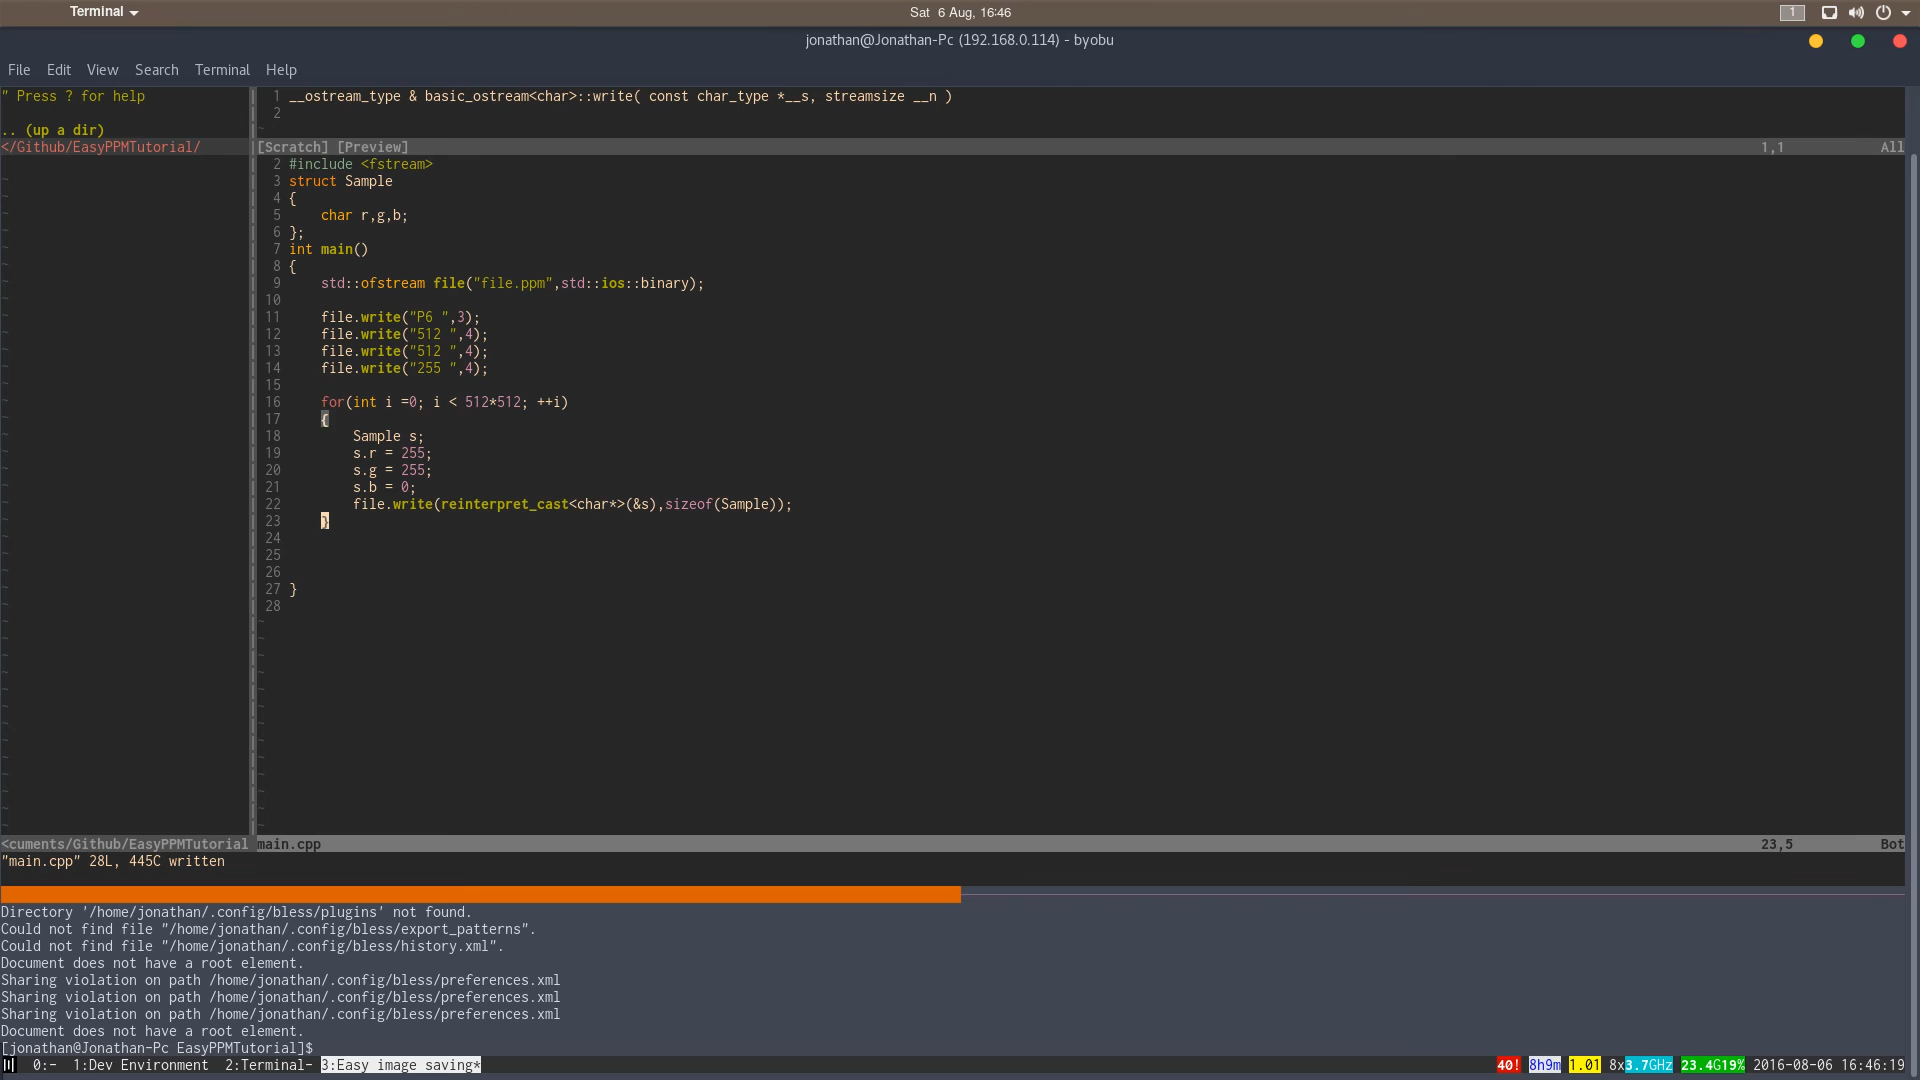 Terminal
Sat 6 Aug, 16:46
1
jonathan@Jonathan-Pc (192.168.0.114) - byobu
File Edit View Search Terminal Help
" Press ? for help
.. (up a dir)
</Github/EasyPPMTutorial/
1 __ostream_type & basic_ostream<char>::write( const char_type *__s, streamsize __n )
2
[Scratch] [Preview] 1,1 All
2 #include <fstream>
3 struct Sample
4 {
5 char r,g,b;
6 };
7 int main()
8 {
9 std::ofstream file("file.ppm",std::ios::binary);
10
11 file.write("P6 ",3);
12 file.write("512 ",4);
13 file.write("512 ",4);
14 file.write("255 ",4);
15
16 for(int i =0; i < 512*512; ++i)
17 {
18 Sample s;
19 s.r = 255;
20 s.g = 255;
21 s.b = 0;
22 file.write(reinterpret_cast<char*>(&s),sizeof(Sample));
23 }
24
25
26
27 }
28
<cuments/Github/EasyPPMTutorial main.cpp 23,5 Bot
"main.cpp" 28L, 445C written
Directory '/home/jonathan/.config/bless/plugins' not found.
Could not find file "/home/jonathan/.config/bless/export_patterns".
Could not find file "/home/jonathan/.config/bless/history.xml".
Document does not have a root element.
Sharing violation on path /home/jonathan/.config/bless/preferences.xml
Sharing violation on path /home/jonathan/.config/bless/preferences.xml
Sharing violation on path /home/jonathan/.config/bless/preferences.xml
Document does not have a root element.
[jonathan@Jonathan-Pc EasyPPMTutorial]$
0:- 1:Dev Environment 2:Terminal- 3:Easy image saving* 40! 8h9m 1.01 8x3.7GHz 23.4G19% 2016-08-06 16:46:19